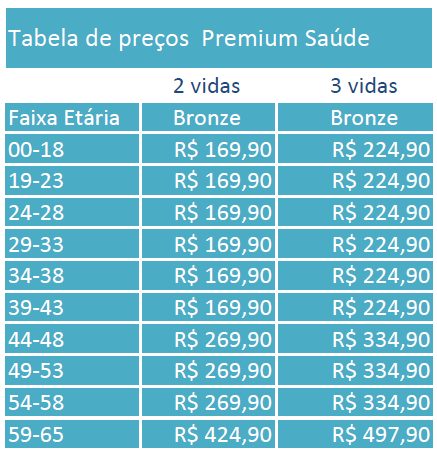 Tabela de preços  Premium Saúde
2 vidas 3 vidas
Faixa Etária Bronze Bronze
00-18 R$ 169,90 R$ 224,90
19-23 R$ 169,90 R$ 224,90
24-28 R$ 169,90 R$ 224,90
29-33 R$ 169,90 R$ 224,90
34-38 R$ 169,90 R$ 224,90
39-43 R$ 169,90 R$ 224,90
44-48 R$ 269,90 R$ 334,90
49-53 R$ 269,90 R$ 334,90
54-58 R$ 269,90 R$ 334,90
59-65 R$ 424,90 R$ 497,90